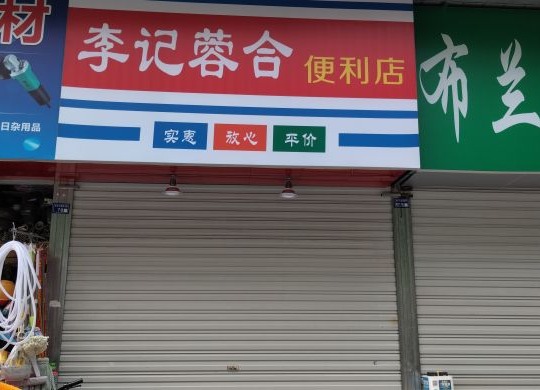 材
日杂用品
李记蓉合 便利店
实惠 放心 平价
布兰